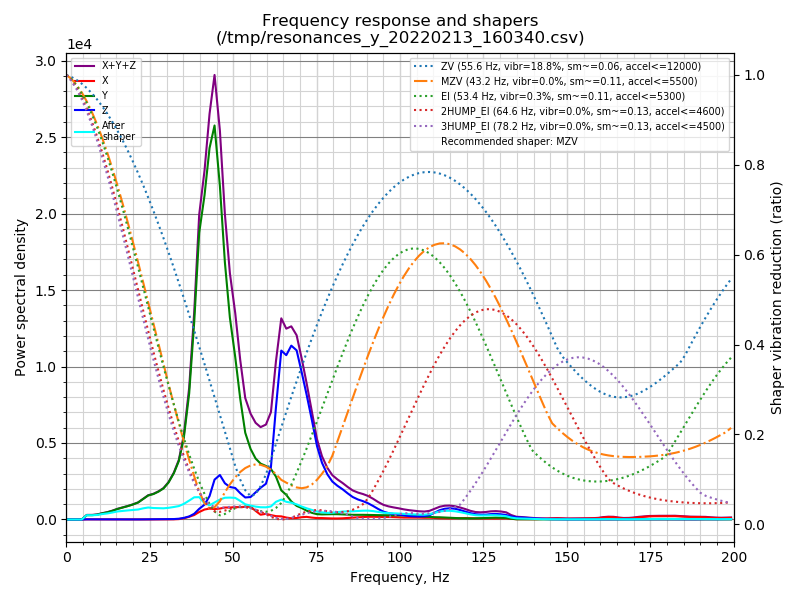 Frequency response and shapers
(/tmp/resonances_y_20220213_160340.csv)
1e4
3.0
2.5
2.0
1.5
1.0
0.5
0.0
Power spectral density
X+Y+Z
X
Y
Z
After
shaper
ZV (55.6 Hz, vibr=18.8%, sm~=0.06, accel<=12000)
MZV (43.2 Hz, vibr=0.0%, sm~=0.11, accel<=5500)
EI (53.4 Hz, vibr=0.3%, sm~=0.11, accel<=5300)
2HUMP_EI (64.6 Hz, vibr=0.0%, sm~=0.13, accel<=4600)
3HUMP_EI (78.2 Hz, vibr=0.0%, sm~=0.13, accel<=4500)
Recommended shaper: MZV
1.0
0.8
0.6
0.4
0.2
0.0
Shaper vibration reduction (ratio)
0 25 50 75 100 125 150 175 200
Frequency, Hz